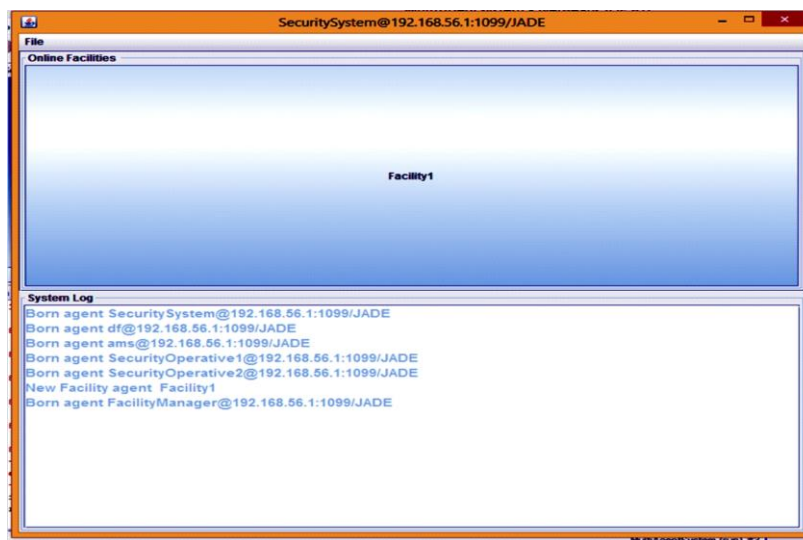 SecuritySystem@192.168.56.1:1099/JADE
File
Online Facilities
Facility1
System Log
Born agent SecuritySystem@192.168.56.1:1099/JADE
Born agent df@192.168.56.1:1099/JADE
Born agent ams@192.168.56.1:1099/JADE
Born agent SecurityOperative1@192.168.56.1:1099/JADE
Born agent SecurityOperative2@192.168.56.1:1099/JADE
New Facility agent Facility1
Born agent FacilityManager@192.168.56.1:1099/JADE